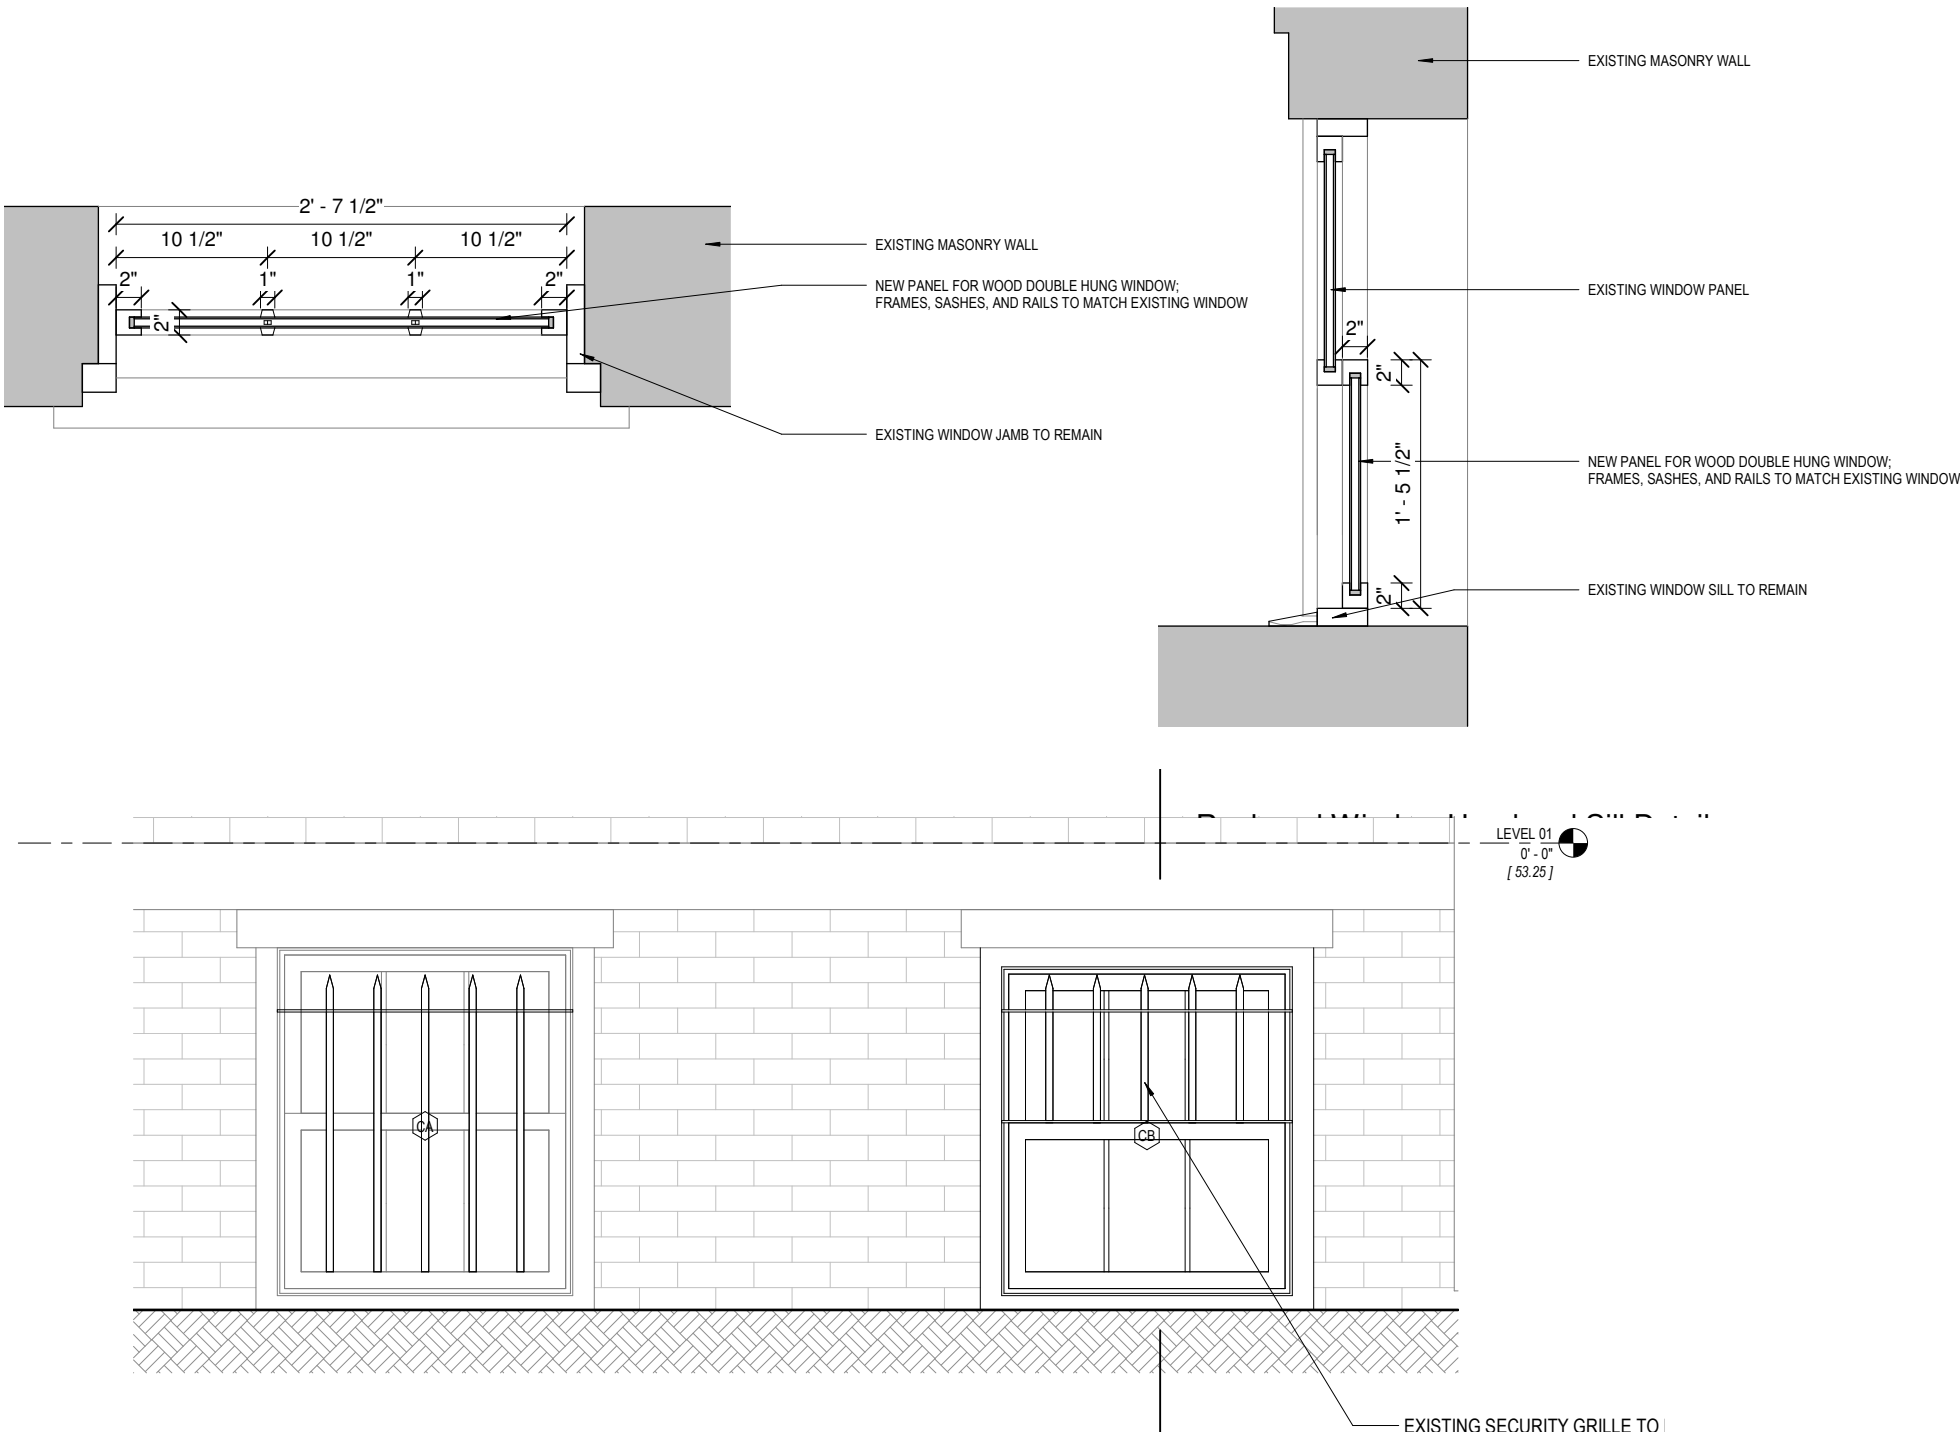 EXISTING MASONRY WALL
2' - 7 1/2"
10 1/2" 10 1/2" 10 1/2"
2" 1" 1" 2"
2"
EXISTING MASONRY WALL
NEW PANEL FOR WOOD DOUBLE HUNG WINDOW;
FRAMES, SASHES, AND RAILS TO MATCH EXISTING WINDOW
EXISTING WINDOW JAMB TO REMAIN
EXISTING WINDOW PANEL
2"
2"
1' - 5 1/2"
NEW PANEL FOR WOOD DOUBLE HUNG WINDOW;
FRAMES, SASHES, AND RAILS TO MATCH EXISTING WINDOW
2"
EXISTING WINDOW SILL TO REMAIN
LEVEL 01
0' - 0"
[ 53.25 ]
CA
CB
EXISTING SECURITY GRILLE TO